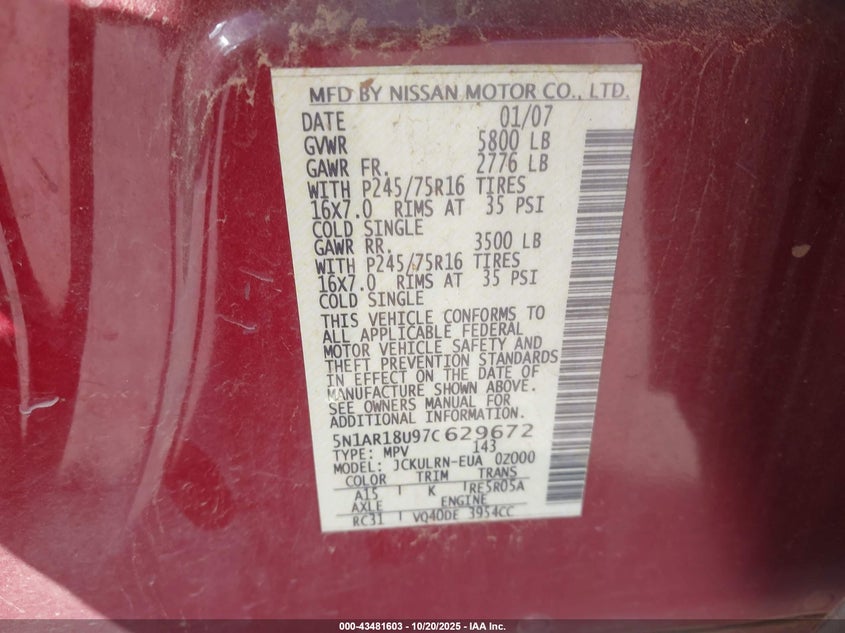 MFD BY NISSAN MOTOR CO., LTD.
DATE 01/07
GVWR 5800 LB
GAWR FR. 2776 LB
WITH P245/75R16 TIRES
16X7.0 RIMS AT 35 PSI
COLD SINGLE
GAWR RR. 3500 LB
WITH P245/75R16 TIRES
16X7.0 RIMS AT 35 PSI
COLD SINGLE
THIS VEHICLE CONFORMS TO
ALL APPLICABLE FEDERAL
MOTOR VEHICLE SAFETY AND
THEFT PREVENTION STANDARDS
IN EFFECT ON THE DATE OF
MANUFACTURE SHOWN ABOVE.
SEE OWNERS MANUAL FOR
ADDITIONAL INFORMATION.
5N1AR18U97C629672
TYPE: MPV 143
MODEL: JCKULRN-EUA 0Z000
COLOR TRIM TRANS
A15 K RE5R05A
AXLE ENGINE
RC31 VQ40DE 3954CC
000-43481603 - 10/20/2025 - IAA Inc.